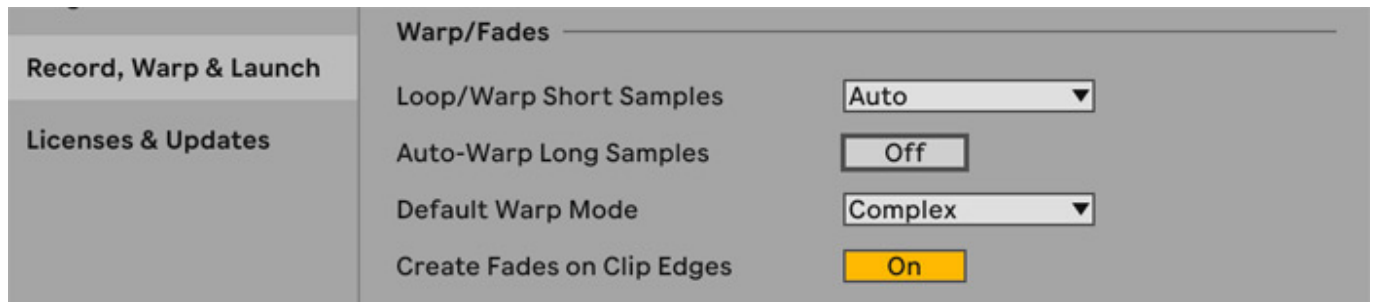 Record, Warp & Launch
Licenses & Updates
Warp/Fades
Loop/Warp Short Samples Auto
Auto-Warp Long Samples Off
Default Warp Mode Complex
Create Fades on Clip Edges On